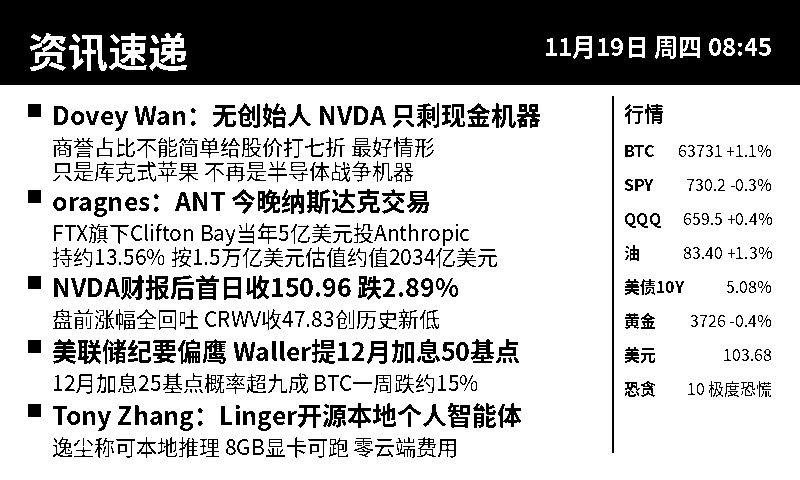 资讯速递
11月19日 周四 08:45
Dovey Wan：无创始人 NVDA 只剩现金机器
商誉占比不能简单给股价打七折 最好情形
只是库克式苹果 不再是半导体战争机器
oragnes：ANT 今晚纳斯达克交易
FTX旗下Clifton Bay当年5亿美元投Anthropic
持约13.56% 按1.5万亿美元估值约值2034亿美元
NVDA财报后首日收150.96 跌2.89%
盘前涨幅全回吐 CRWV收47.83创历史新低
美联储纪要偏鹰 Waller提12月加息50基点
12月加息25基点概率超九成 BTC一周跌约15%
Tony Zhang：Linger开源本地个人智能体
逸尘称可本地推理 8GB显卡可跑 零云端费用
行情
BTC 63731 +1.1%
SPY 730.2 -0.3%
QQQ 659.5 +0.4%
油 83.40 +1.3%
美债10Y 5.08%
黄金 3726 -0.4%
美元 103.68
恐贪 10 极度恐慌